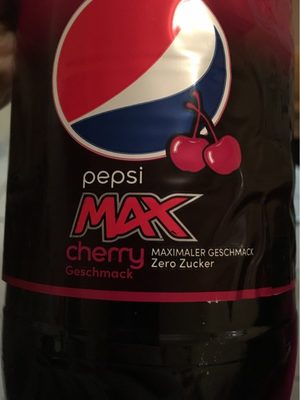 pepsi
MAX
cherry
Geschmack
MAXIMALER GESCHMACK
Zero Zucker